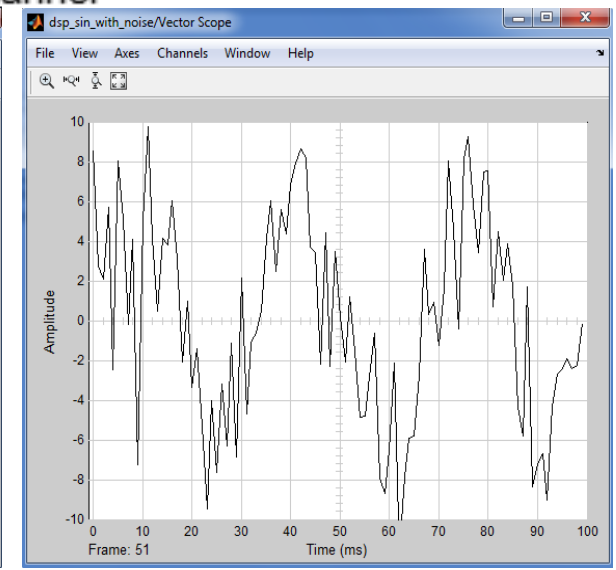 dsp_sin_with_noise/Vector Scope
File View Axes Channels Window Help
10
8
6
4
2
0
-2
-4
-6
-8
-10
Amplitude
0 10 20 30 40 50 60 70 80 90 100
Frame: 51 Time (ms)